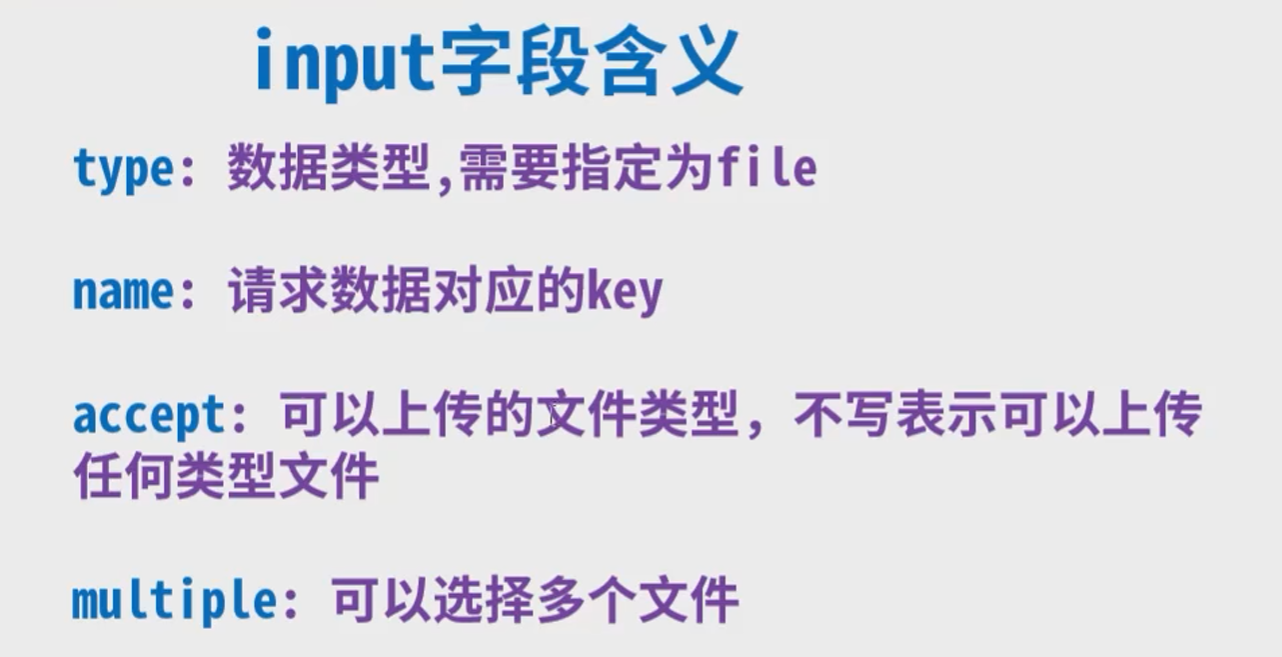 input字段含义
type: 数据类型,需要指定为file
name: 请求数据对应的key
accept: 可以上传的文件类型，不写表示可以上传
任何类型文件
multiple: 可以选择多个文件